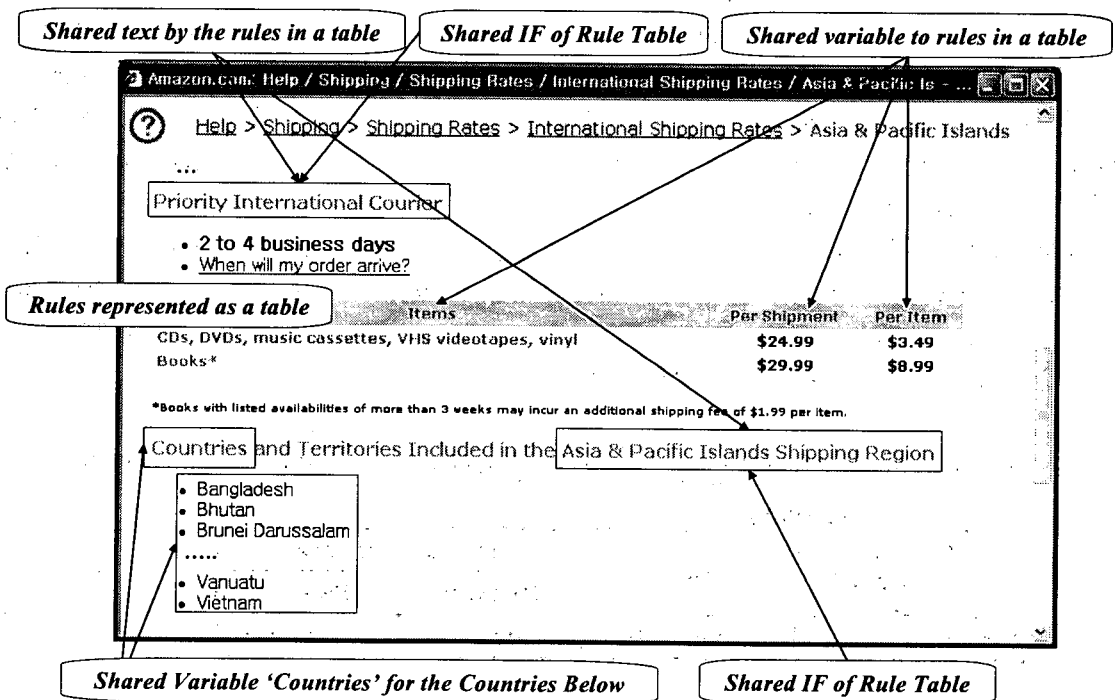 Shared text by the rules in a table
Shared IF of Rule Table
Shared variable to rules in a table
Amazon.com: Help / Shipping / Shipping Rates / International Shipping Rates / Asia & Pacific Is - ...
Help > Shipping > Shipping Rates > International Shipping Rates > Asia & Pacific Islands
...
Priority International Courier
• 2 to 4 business days
• When will my order arrive?
Rules represented as a table
Items Per Shipment Per Item
CDs, DVDs, music cassettes, VHS videotapes, vinyl $24.99 $3.49
Books* $29.99 $8.99
*Books with listed availabilities of more than 3 weeks may incur an additional shipping fee of $1.99 per item.
Countries and Territories Included in the Asia & Pacific Islands Shipping Region
• Bangladesh
• Bhutan
• Brunei Darussalam
.....
• Vanuatu
• Vietnam
Shared Variable 'Countries' for the Countries Below
Shared IF of Rule Table